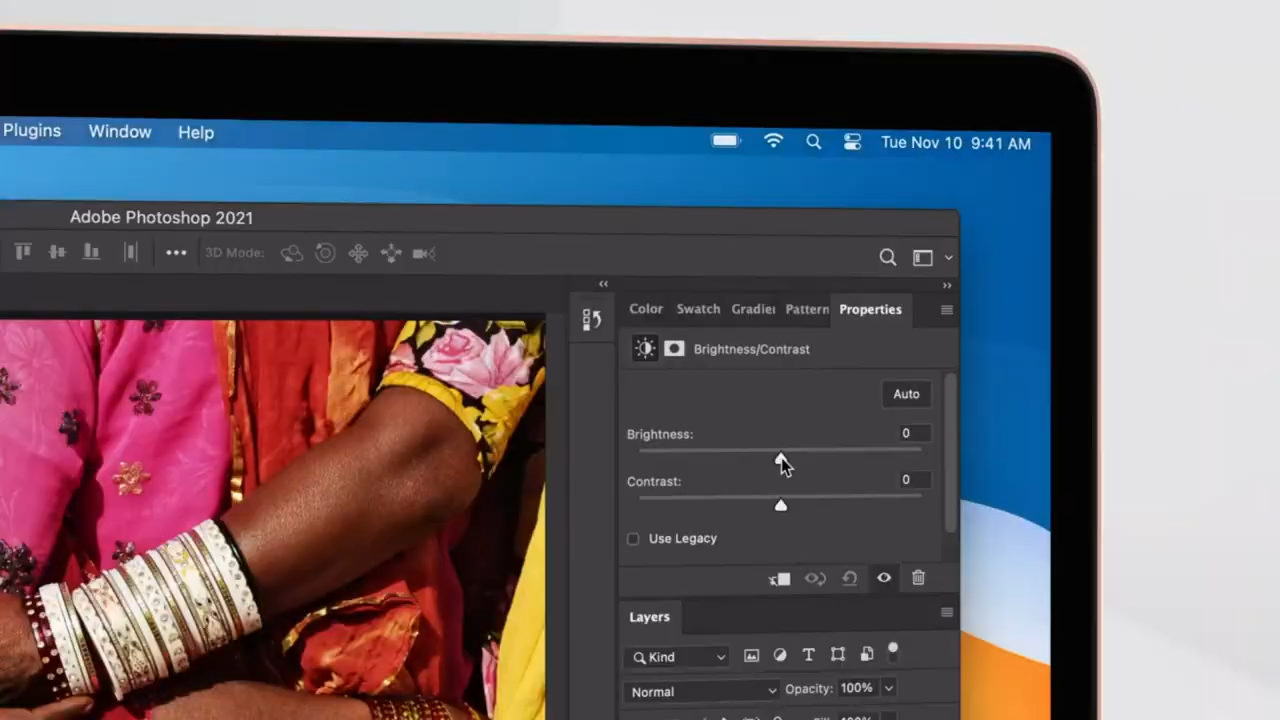 Plugins Window Help Tue Nov 10 9:41 AM
Adobe Photoshop 2021
3D Mode:
Color Swatch Gradie Pattern Properties
Brightness/Contrast
Auto
Brightness: 0
Contrast: 0
Use Legacy
Layers
Kind
Normal Opacity: 100%